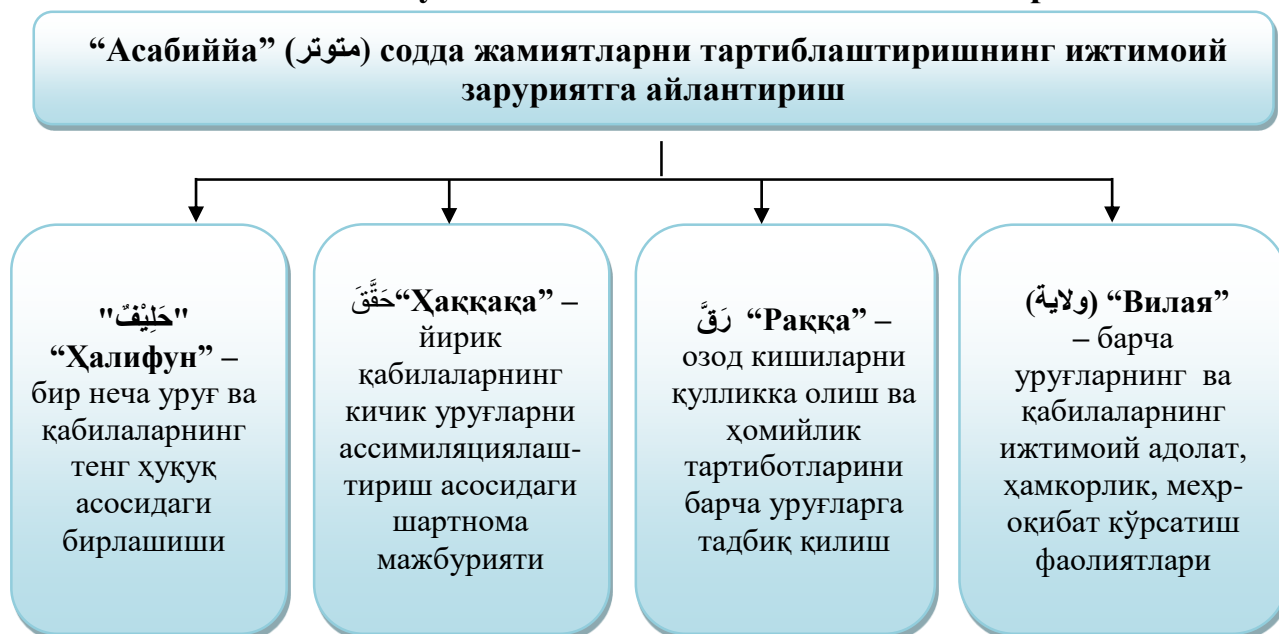 “Асабиййа” (متوتر) содда жамиятларни тартиблаштиришнинг ижтимоий
заруриятга айлантириш
"حَلِيْفٌ"
“Ҳалифун” –
бир неча уруғ ва
қабилаларнинг
тенг ҳуқуқ
асосидаги
бирлашиши
حَقَّقَ“Ҳаққақа” –
йирик
қабилаларнинг
кичик уруғларни
ассимиляциялаш-
тириш асосидаги
шартнома
мажбурияти
رَقَّ “Раққа” –
озод кишиларни
қулликка олиш ва
ҳомийлик
тартиботларини
барча уруғларга
тадбиқ қилиш
(ولاية) “Вилая”
– барча
уруғларнинг ва
қабилаларнинг
ижтимоий адолат,
ҳамкорлик, меҳр-
оқибат кўрсатиш
фаолиятлари